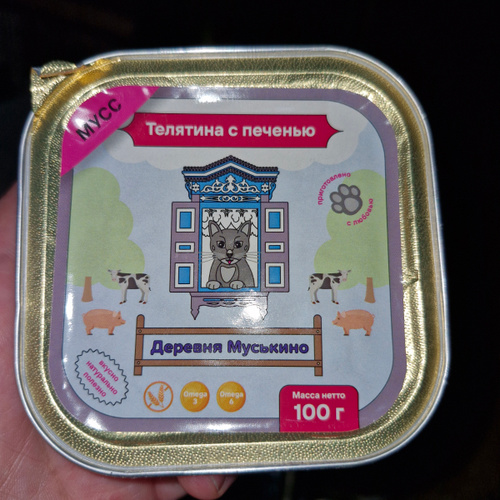 МУСС
Телятина с печенью
приготовлено
с любовью
Деревня Муськино
вкусно
натурально
полезно
Omega
3
Omega
6
Масса нетто
100 г